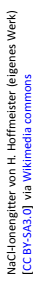 NaCl-Ionengitter von H. Hoffmeister (eigenes Werk)
[CC BY-SA3.0] via Wikimedia commons